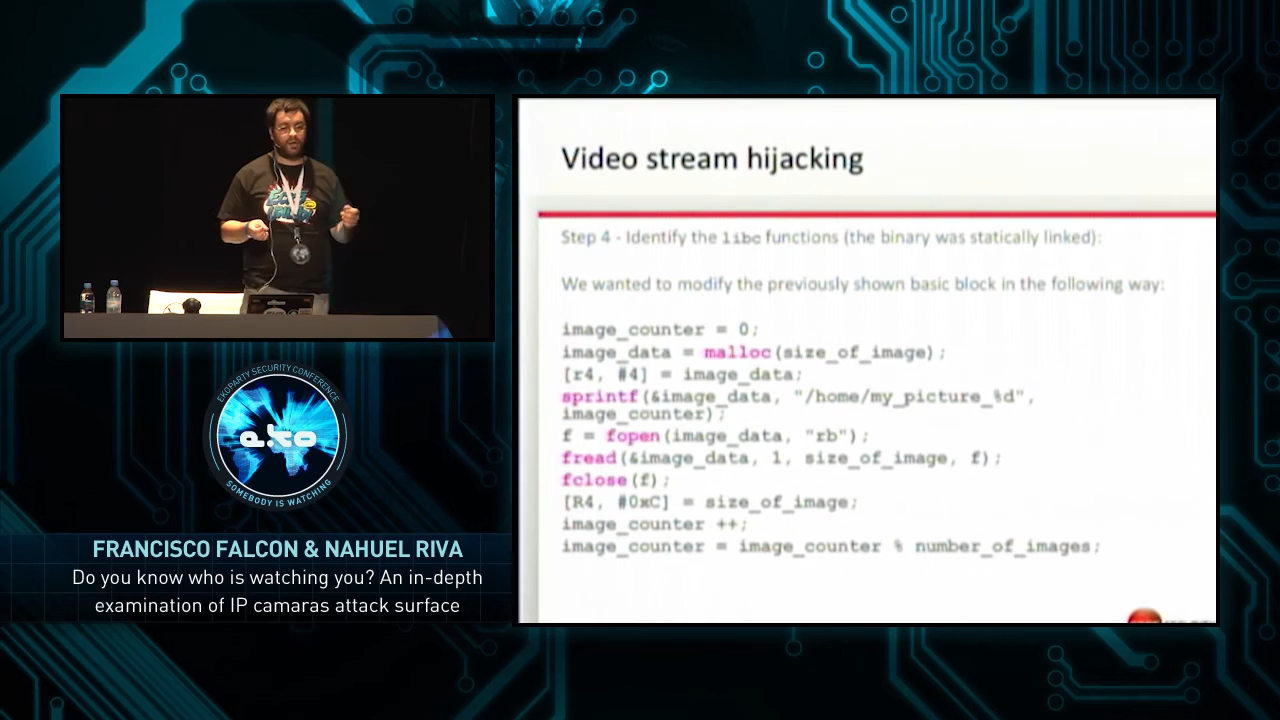 Video stream hijacking
Step 4 - Identify the libc functions (the binary was statically linked):
We wanted to modify the previously shown basic block in the following way:
image_counter = 0;
image_data = malloc(size_of_image);
[r4, #4] = image_data;
sprintf(&image_data, "/home/my_picture_%d",
image_counter);
f = fopen(image_data, "rb");
fread(&image_data, 1, size_of_image, f);
fclose(f);
[R4, #0xC] = size_of_image;
image_counter ++;
image_counter = image_counter % number_of_images;
EKOPARTY SECURITY CONFERENCE
eko
SOMEBODY IS WATCHING
FRANCISCO FALCON & NAHUEL RIVA
Do you know who is watching you? An in-depth
examination of IP camaras attack surface